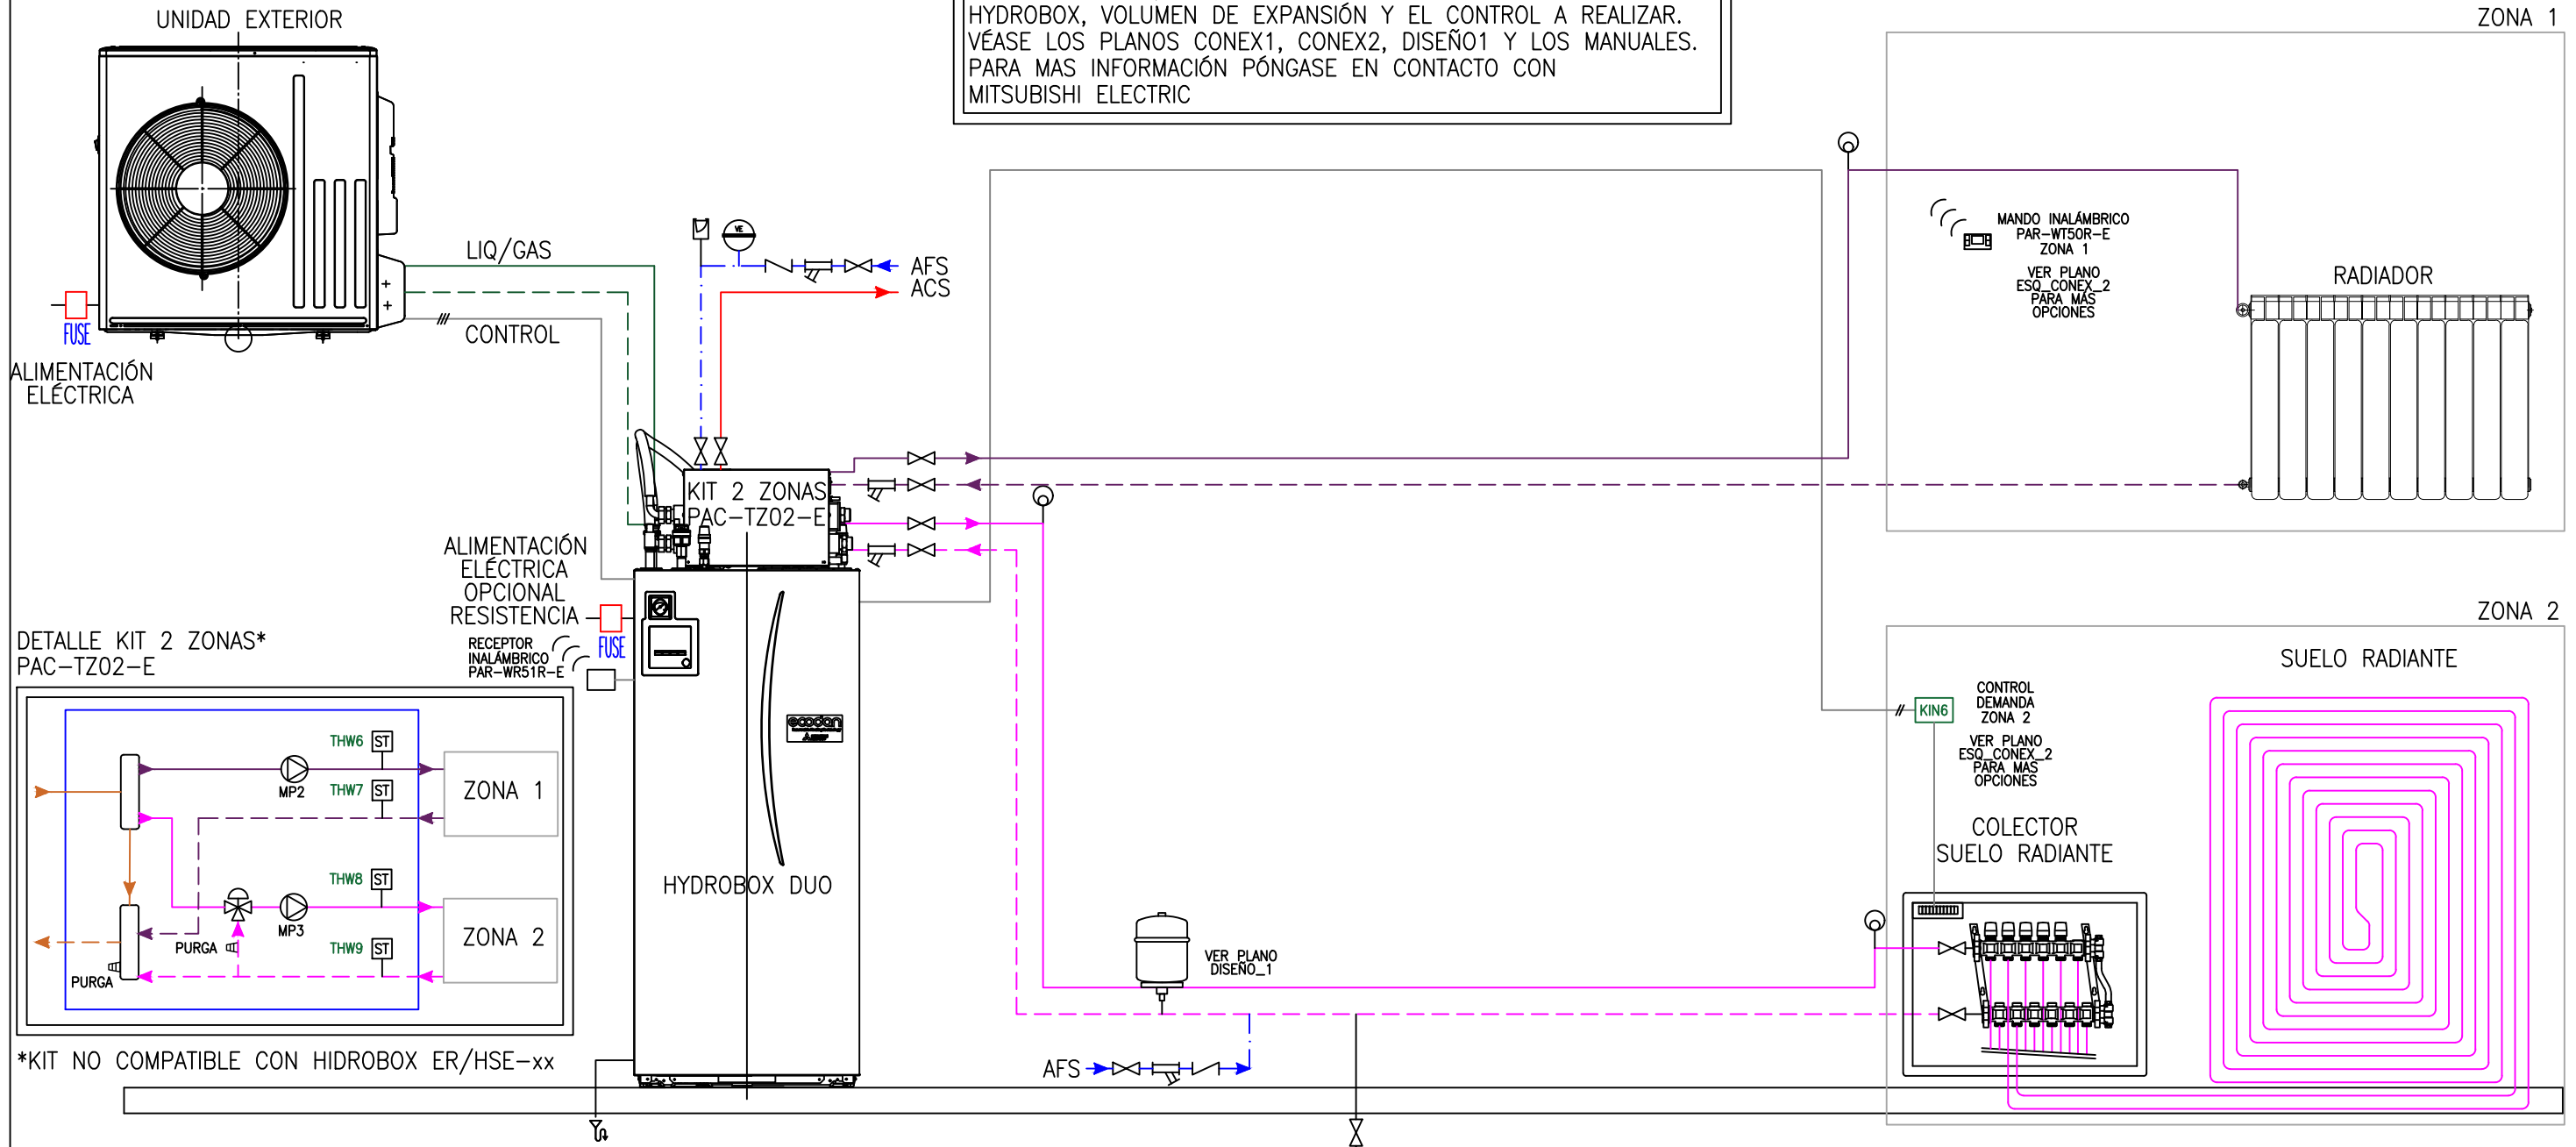 UNIDAD EXTERIOR
HYDROBOX, VOLUMEN DE EXPANSIÓN Y EL CONTROL A REALIZAR.
VÉASE LOS PLANOS CONEX1, CONEX2, DISEÑO1 Y LOS MANUALES.
PARA MAS INFORMACIÓN PÓNGASE EN CONTACTO CON
MITSUBISHI ELECTRIC
ZONA 1
LIQ/GAS
CONTROL
FUSE
ALIMENTACIÓN
ELÉCTRICA
VE
AFS
ACS
MANDO INALÁMBRICO
PAR-WT50R-E
ZONA 1
VER PLANO
ESQ_CONEX_2
PARA MÁS
OPCIONES
RADIADOR
KIT 2 ZONAS
PAC-TZ02-E
ALIMENTACIÓN
ELÉCTRICA
OPCIONAL
RESISTENCIA
FUSE
RECEPTOR
INALÁMBRICO
PAR-WR51R-E
ecodan
HYDROBOX DUO
DETALLE KIT 2 ZONAS*
PAC-TZ02-E
THW6
ST
MP2
THW7
ST
ZONA 1
THW8
ST
MP3
THW9
ST
ZONA 2
PURGA
PURGA
*KIT NO COMPATIBLE CON HIDROBOX ER/HSE-xx
VER PLANO
DISEÑO_1
AFS
ZONA 2
SUELO RADIANTE
KIN6
CONTROL
DEMANDA
ZONA 2
VER PLANO
ESQ_CONEX_2
PARA MAS
OPCIONES
COLECTOR
SUELO RADIANTE